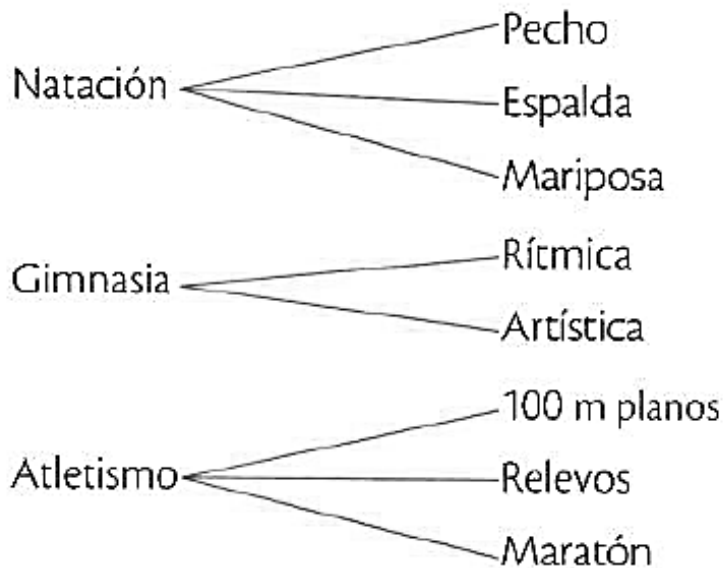 Natación
Pecho
Espalda
Mariposa
Gimnasia
Rítmica
Artística
Atletismo
100 m planos
Relevos
Maratón